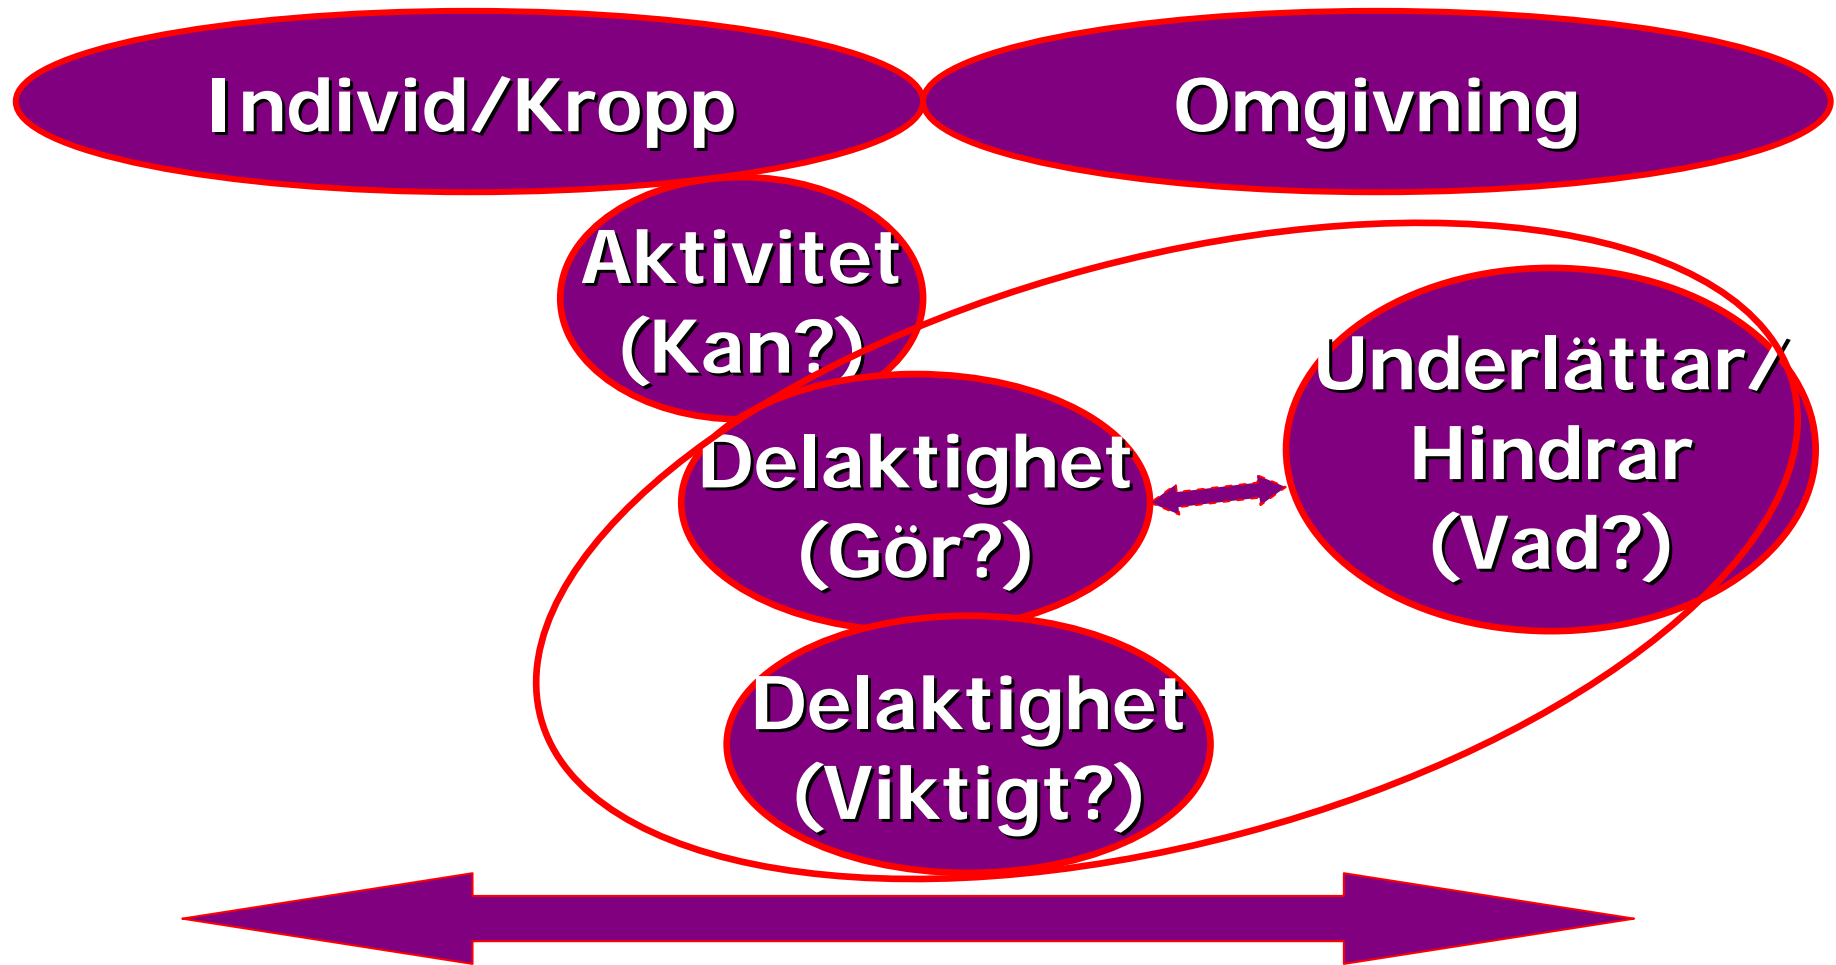 Individ/Kropp
Omgivning
Aktivitet
(Kan?)
Delaktighet
(Gör?)
Underlättar/
Hindrar
(Vad?)
Delaktighet
(Viktigt?)